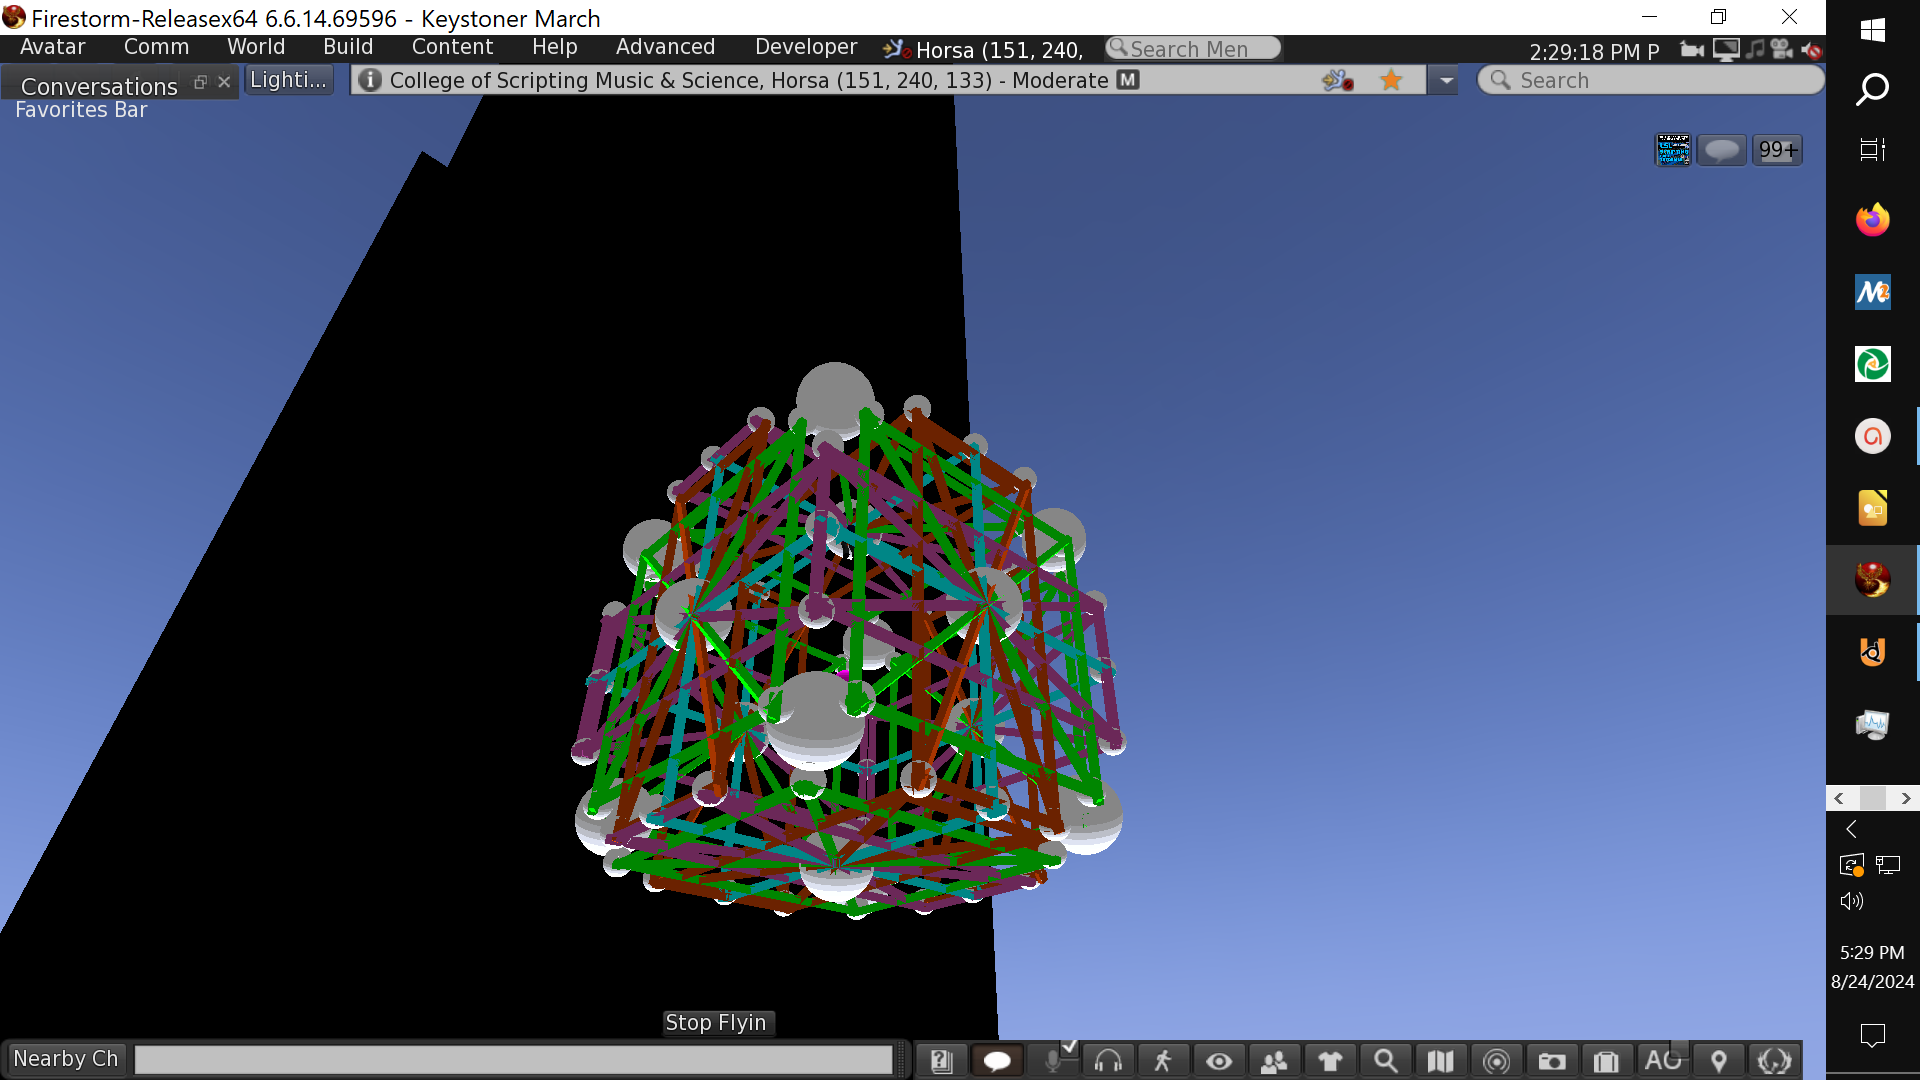 Firestorm-Releasex64 6.6.14.69596 - Keystoner March
Avatar Comm World Build Content Help Advanced Developer Horsa (151, 240, Search Men 2:29:18 PM P
Conversations Lighti... College of Scripting Music & Science, Horsa (151, 240, 133) - Moderate M Search
Favorites Bar
99+
Stop Flyin
Nearby Ch
AO
5:29 PM
8/24/2024